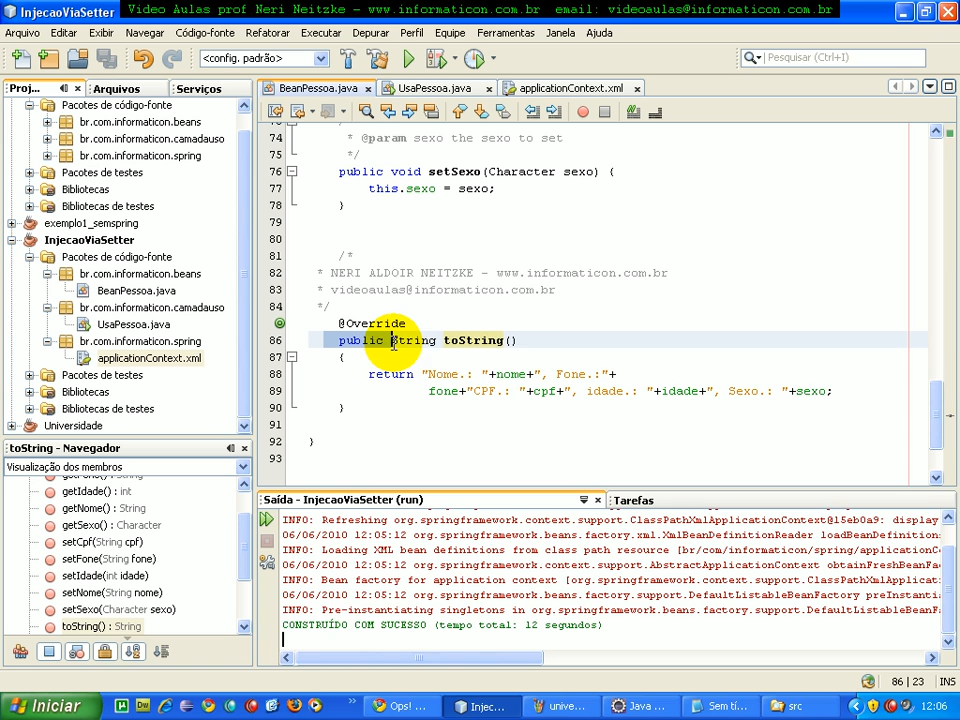 InjecaoViaSetter
Video Aulas prof Neri Neitzke – www.informaticon.com.br email: videoaulas@informaticon.com.br
Arquivo Editar Exibir Navegar Código-fonte Refatorar Executar Depurar Perfil Equipe Ferramentas Janela Ajuda
<config. padrão>
Pesquisar (Ctrl+I)
Proj... Arquivos Serviços
BeanPessoa.java UsaPessoa.java applicationContext.xml
Pacotes de código-fonte
br.com.informaticon.beans
br.com.informaticon.camadauso
br.com.informaticon.spring
Pacotes de testes
Bibliotecas
Bibliotecas de testes
exemplo1_semspring
InjecaoViaSetter
Pacotes de código-fonte
br.com.informaticon.beans
BeanPessoa.java
br.com.informaticon.camadauso
UsaPessoa.java
br.com.informaticon.spring
applicationContext.xml
Pacotes de testes
Bibliotecas
Bibliotecas de testes
Universidade
74 * @param sexo the sexo to set
75 */
76 public void setSexo(Character sexo) {
77 this.sexo = sexo;
78 }
79
80
81 /*
82 * NERI ALDOIR NEITZKE - www.informaticon.com.br
83 * videoaulas@informaticon.com.br
84 */
@Override
86 public String toString()
87 {
88 return "Nome.: "+nome+", Fone.:"+
89 fone+"CPF.: "+cpf+", idade.: "+idade+", Sexo.: "+sexo;
90 }
91
92 }
93
toString - Navegador
Visualização dos membros
getIdade() : int
getNome() : String
getSexo() : Character
setCpf(String cpf)
setFone(String fone)
setIdade(int idade)
setNome(String nome)
setSexo(Character sexo)
toString() : String
Saída - InjecaoViaSetter (run) Tarefas
INFO: Refreshing org.springframework.context.support.ClassPathXmlApplicationContext@15eb0a9: display
06/06/2010 12:05:12 org.springframework.beans.factory.xml.XmlBeanDefinitionReader loadBeanDefinitions
INFO: Loading XML bean definitions from class path resource [br/com/informaticon/spring/applicationCo
06/06/2010 12:05:12 org.springframework.context.support.AbstractApplicationContext obtainFreshBeanFac
INFO: Bean factory for application context [org.springframework.context.support.ClassPathXmlApplicati
06/06/2010 12:05:12 org.springframework.beans.factory.support.DefaultListableBeanFactory preInstantia
INFO: Pre-instantiating singletons in org.springframework.beans.factory.support.DefaultListableBeanF
CONSTRUÍDO COM SUCESSO (tempo total: 12 segundos)
86 | 23 INS
Iniciar
Ops! ... Injec... unive... Java ... Sem tí... src
12:06